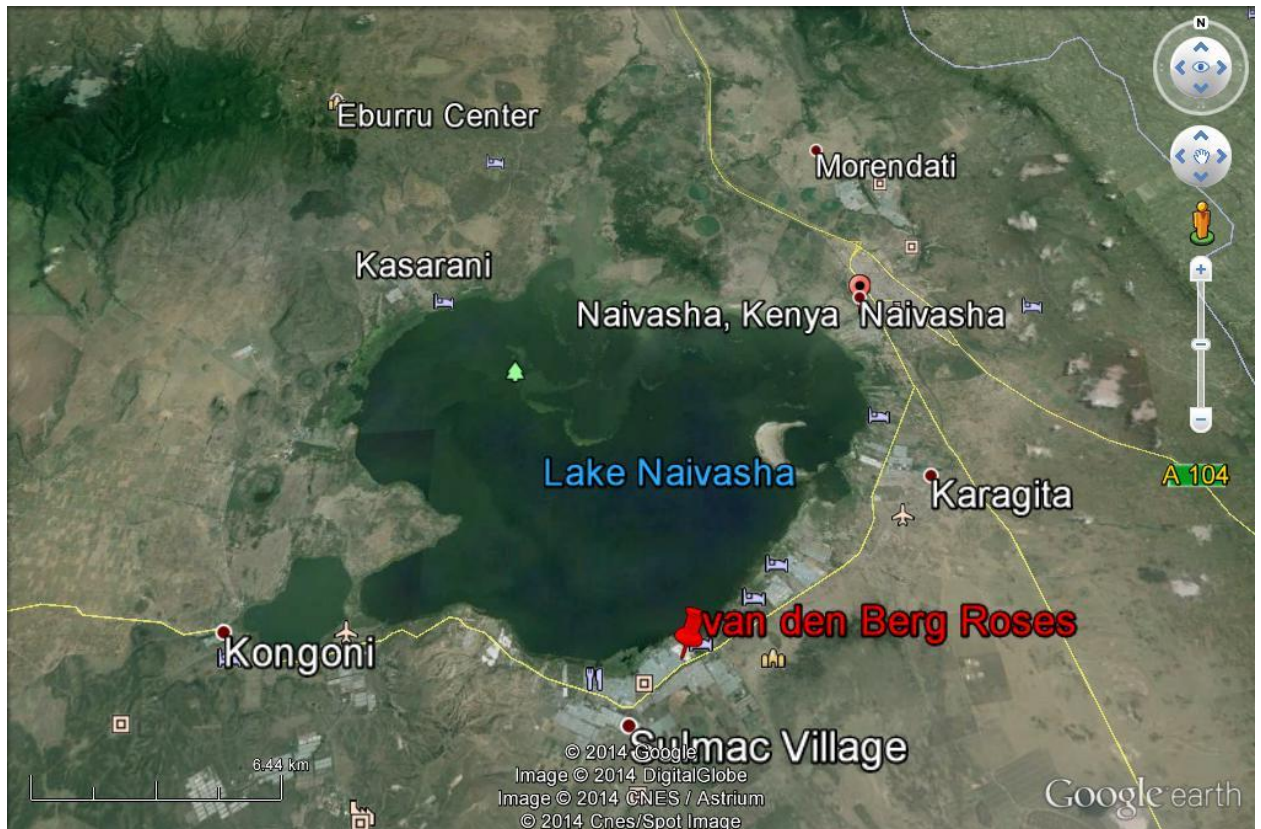 N
Eburru Center
Morendati
Kasarani
Naivasha, Kenya Naivasha
Lake Naivasha
A 104
Karagita
van den Berg Roses
Kongoni
Sulmac Village
6.44 km
© 2014 Google
Image © 2014 DigitalGlobe
Image © 2014 CNES / Astrium
© 2014 Cnes/Spot Image
Google earth